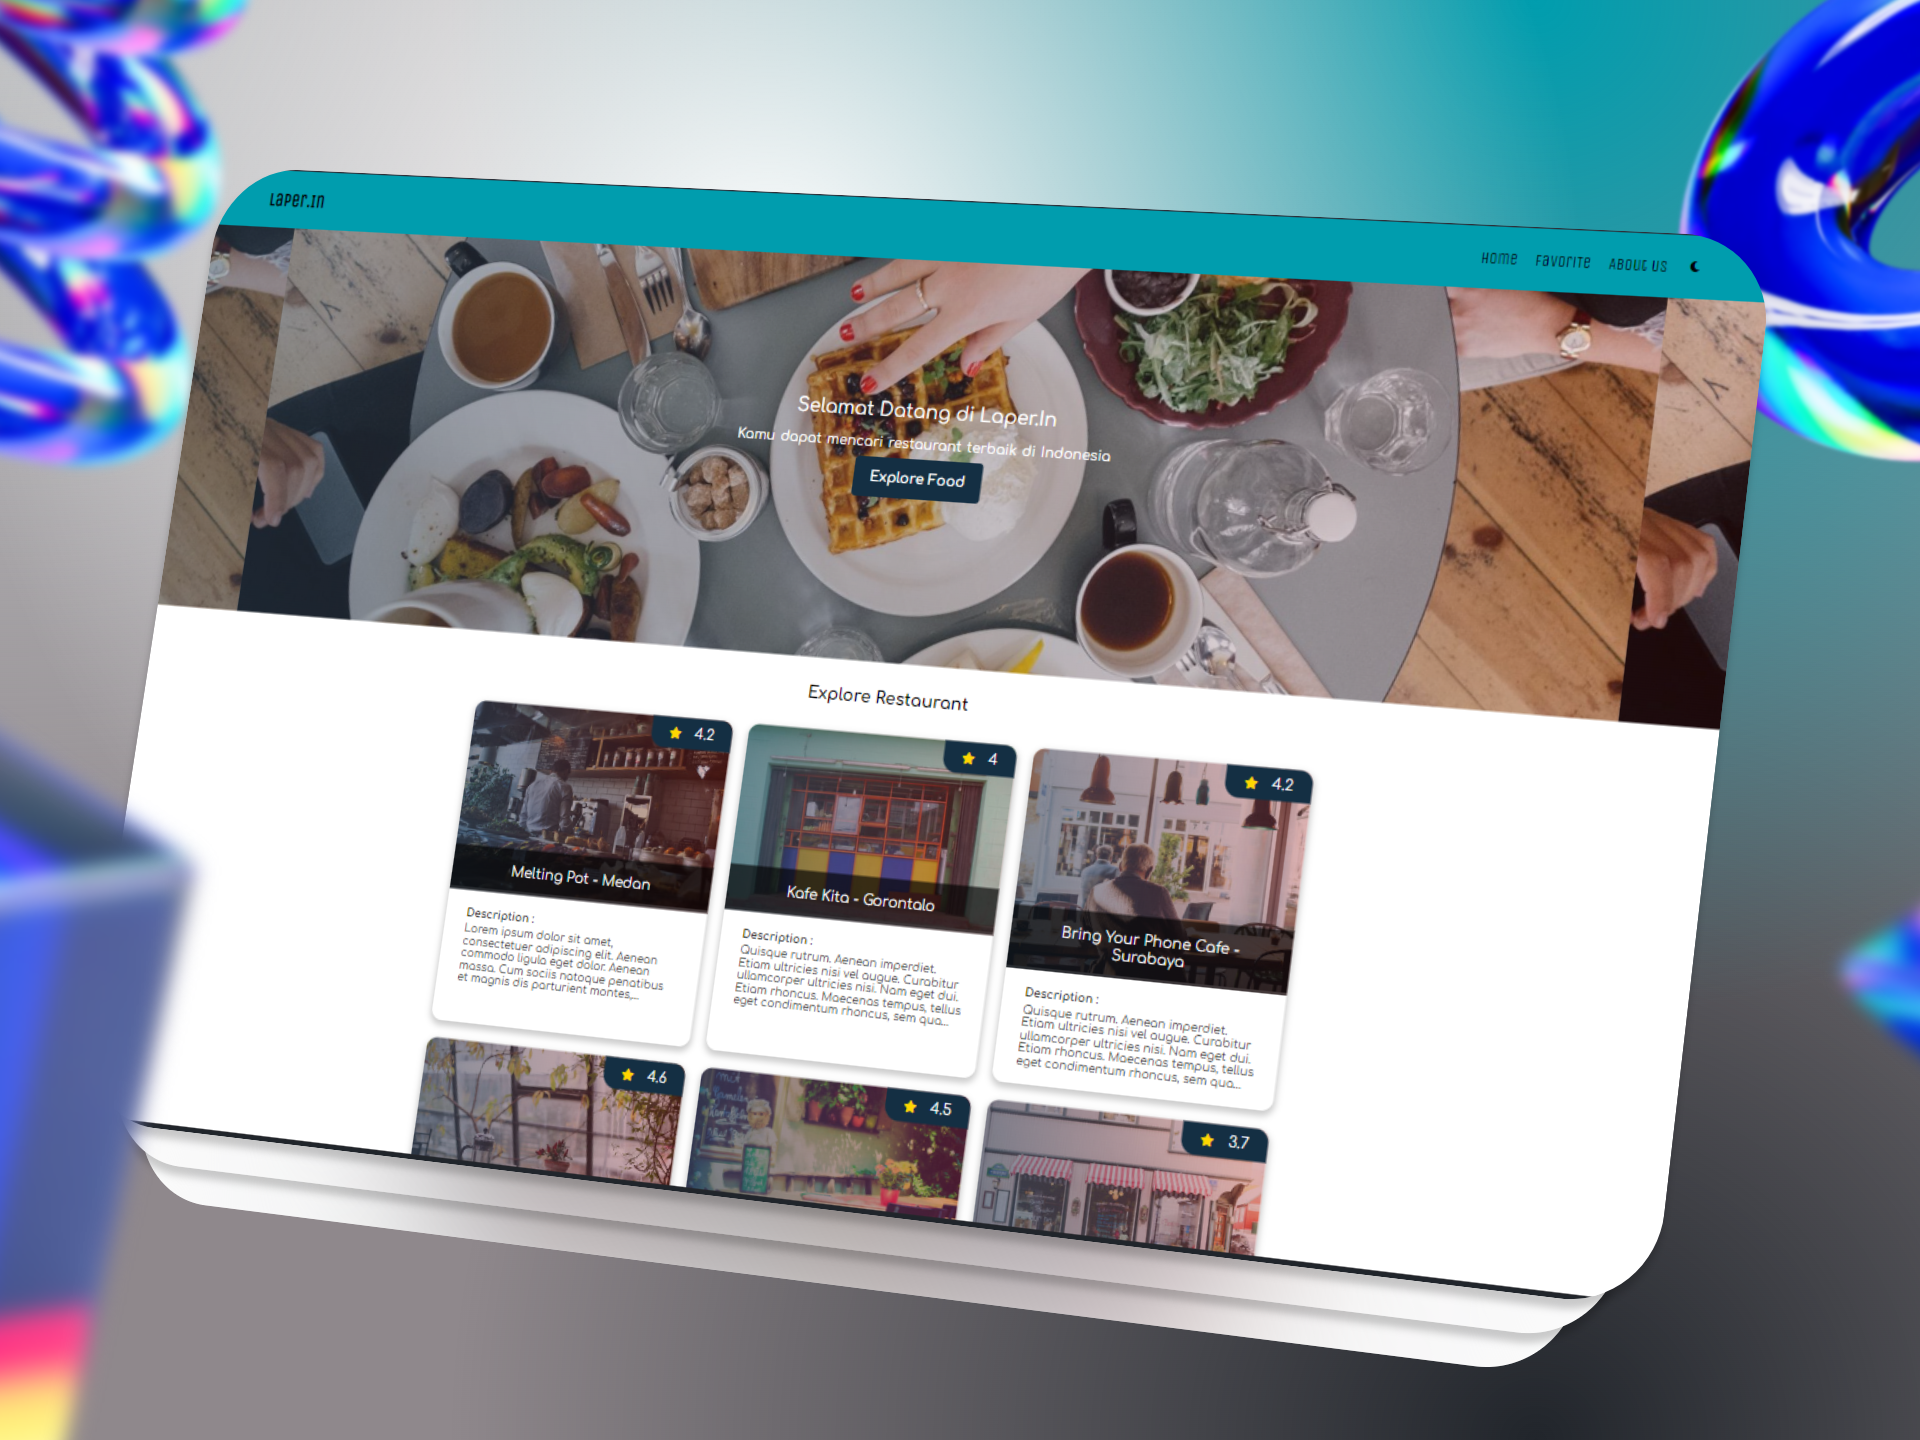 Laper.In
Home Favorite About us
Selamat Datang di Laper.In
Kamu dapat mencari restaurant terbaik di Indonesia
Explore Food
Explore Restaurant
4.2
Melting Pot - Medan
Description :
Lorem ipsum dolor sit amet,
consectetuer adipiscing elit. Aenean
commodo ligula eget dolor. Aenean
massa. Cum sociis natoque penatibus
et magnis dis parturient montes,...
4
Kafe Kita - Gorontalo
Description :
Quisque rutrum. Aenean imperdiet.
Etiam ultricies nisi vel augue. Curabitur
ullamcorper ultricies nisi. Nam eget dui.
Etiam rhoncus. Maecenas tempus, tellus
eget condimentum rhoncus, sem qua...
4.2
Bring Your Phone Cafe -
Surabaya
Description :
Quisque rutrum. Aenean imperdiet.
Etiam ultricies nisi vel augue. Curabitur
ullamcorper ultricies nisi. Nam eget dui.
Etiam rhoncus. Maecenas tempus, tellus
eget condimentum rhoncus, sem qua...
4.6
4.5
3.7